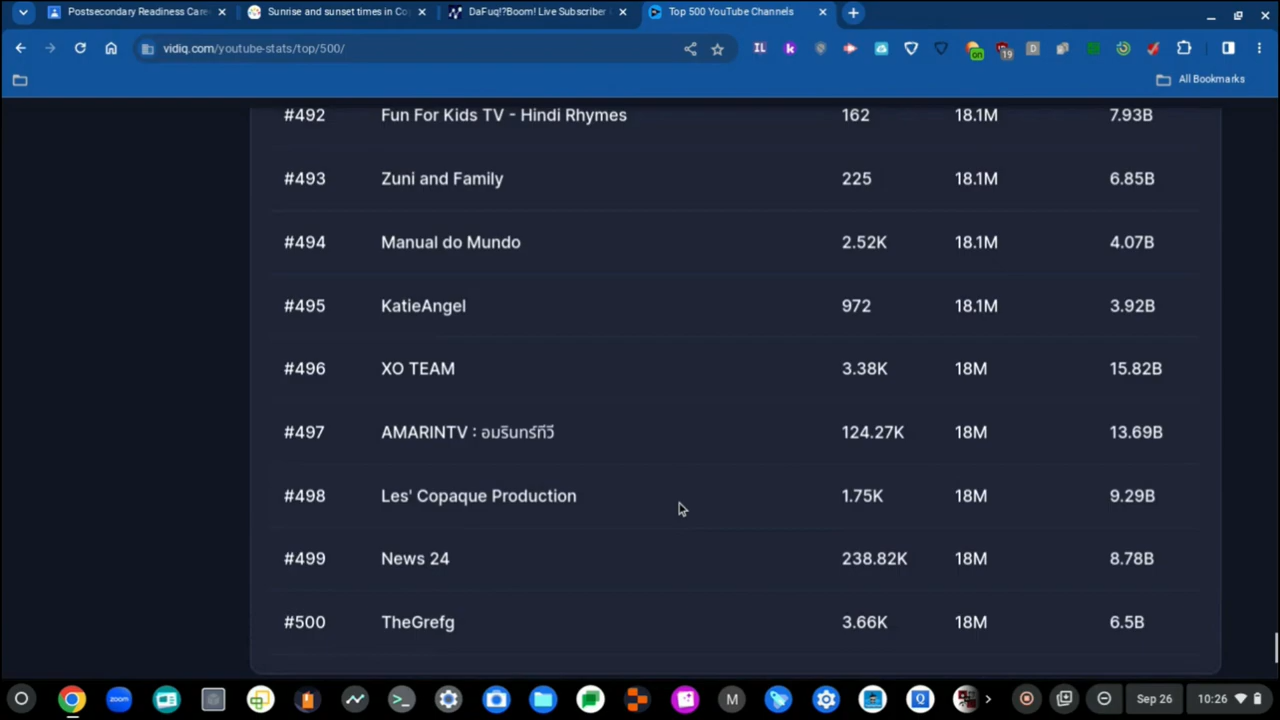 Postsecondary Readiness Care
Sunrise and sunset times in Co
DaFuq!?Boom! Live Subscriber
Top 500 YouTube Channels
vidiq.com/youtube-stats/top/500/
IL
k
on
19
D
All Bookmarks
#492 Fun For Kids TV - Hindi Rhymes 162 18.1M 7.93B
#493 Zuni and Family 225 18.1M 6.85B
#494 Manual do Mundo 2.52K 18.1M 4.07B
#495 KatieAngel 972 18.1M 3.92B
#496 XO TEAM 3.38K 18M 15.82B
#497 AMARINTV : อมรินทร์ทีวี 124.27K 18M 13.69B
#498 Les' Copaque Production 1.75K 18M 9.29B
#499 News 24 238.82K 18M 8.78B
#500 TheGrefg 3.66K 18M 6.5B
zoom
M
Q
Sep 26
10:26